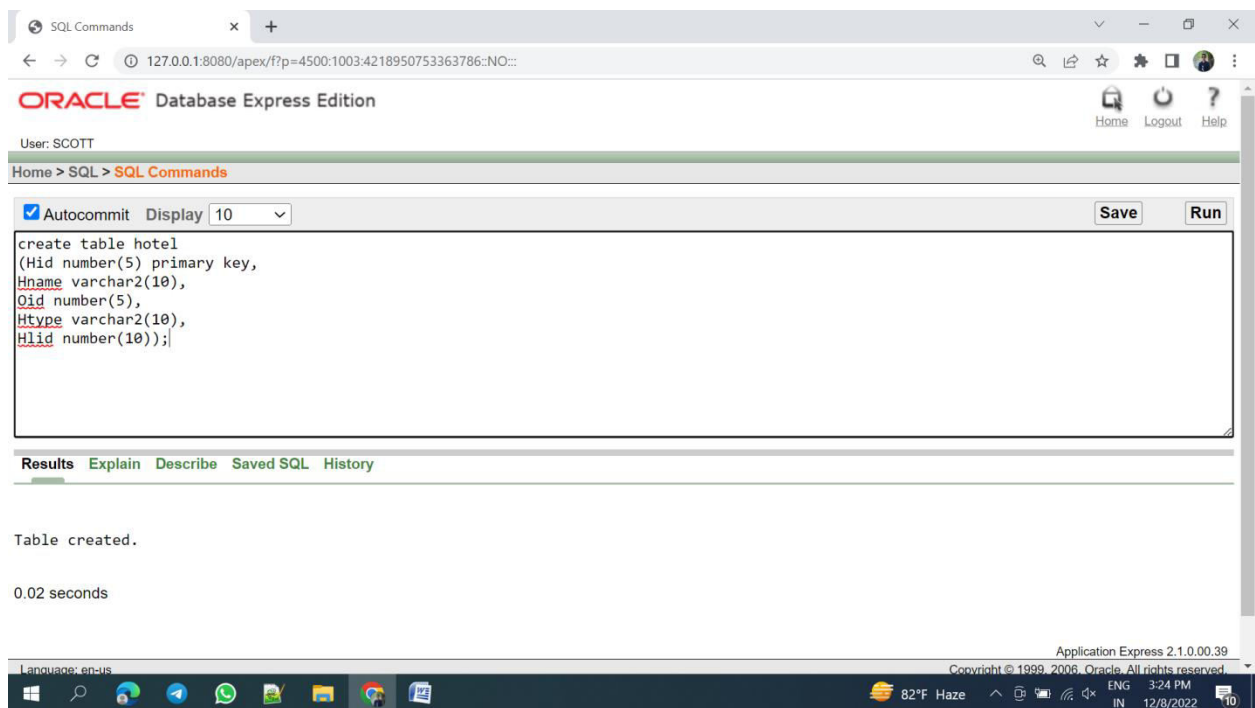 SQL Commands
127.0.0.1:8080/apex/f?p=4500:1003:4218950753363786::NO:::
ORACLE Database Express Edition
Home Logout Help
User: SCOTT
Home > SQL > SQL Commands
Autocommit Display 10 Save Run
create table hotel
(Hid number(5) primary key,
Hname varchar2(10),
Oid number(5),
Htype varchar2(10),
Hlid number(10));
Results Explain Describe Saved SQL History
Table created.
0.02 seconds
Application Express 2.1.0.00.39
Language: en-us Copyright © 1999, 2006, Oracle. All rights reserved.
82°F Haze ENG 3:24 PM
IN 12/8/2022 10